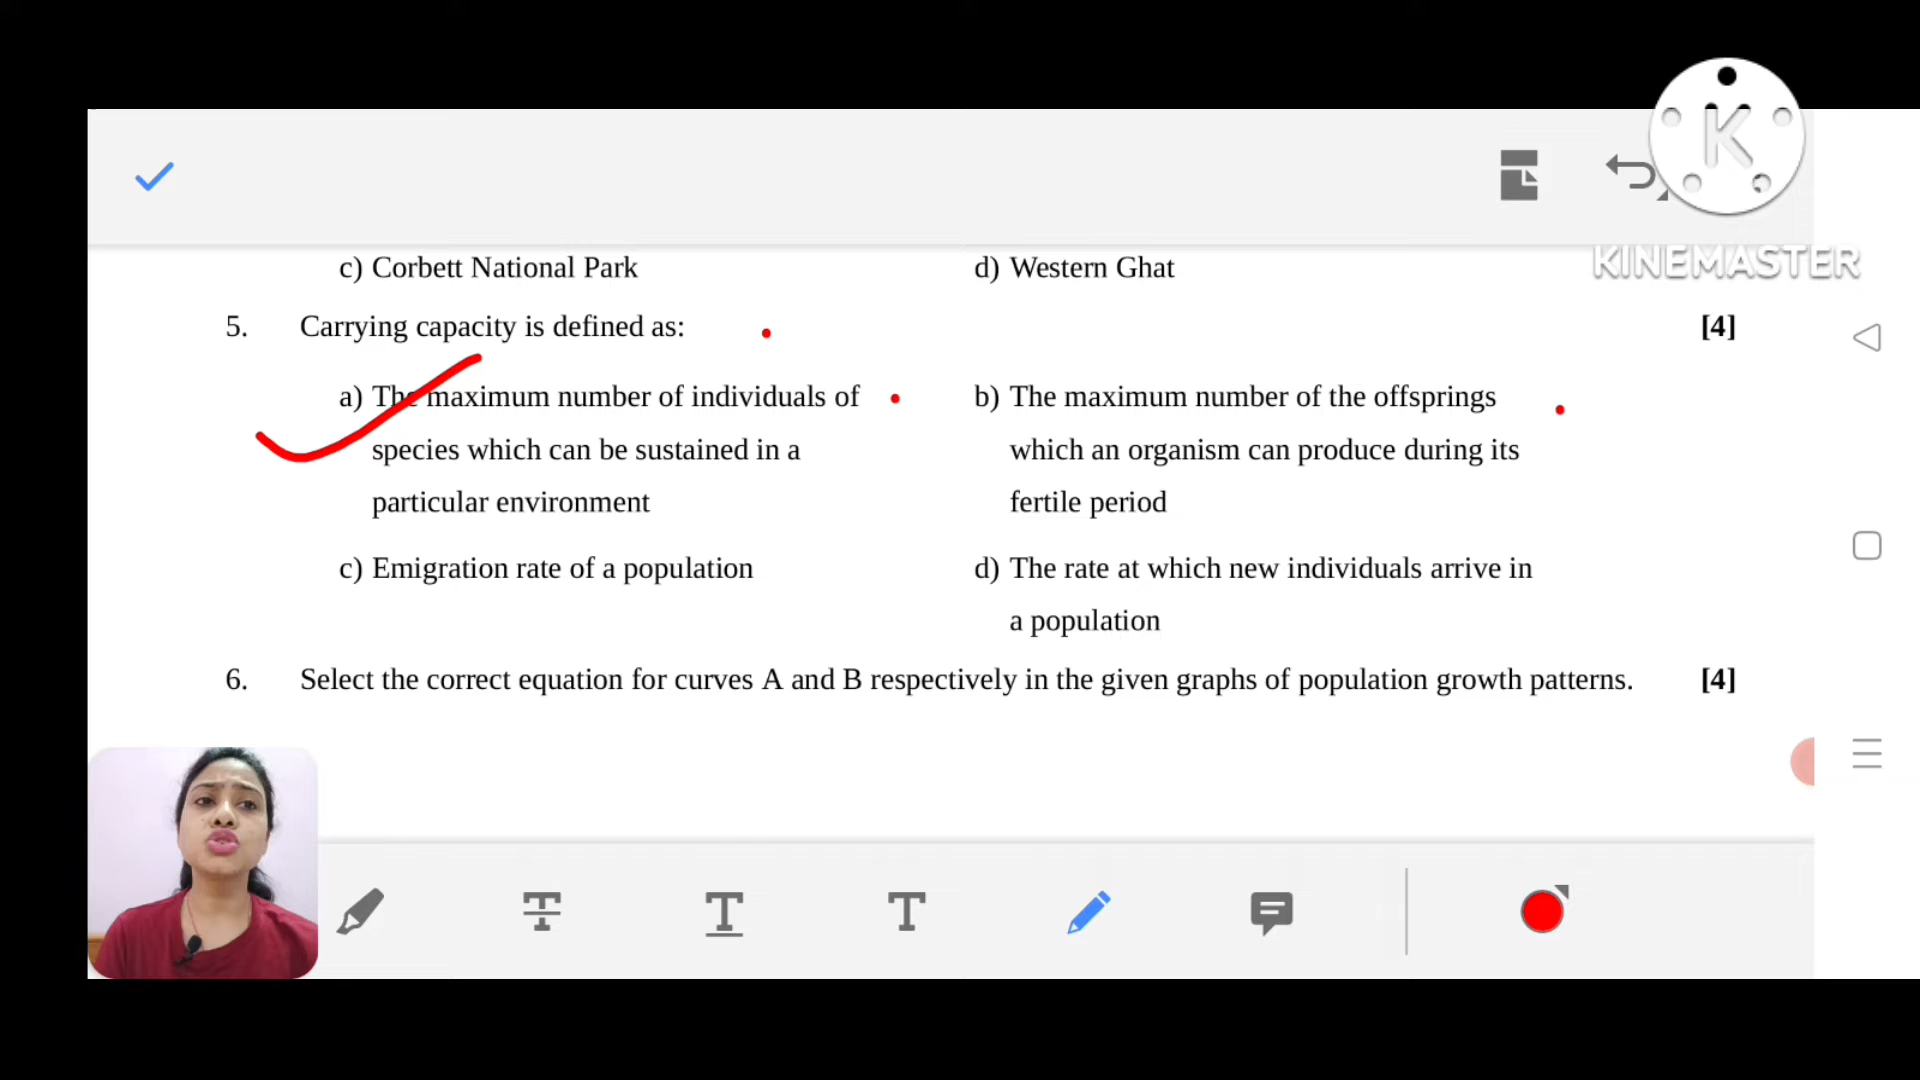 K
KINEMASTER
c) Corbett National Park
d) Western Ghat
5. Carrying capacity is defined as: [4]
a) The maximum number of individuals of
species which can be sustained in a
particular environment
b) The maximum number of the offsprings
which an organism can produce during its
fertile period
c) Emigration rate of a population
d) The rate at which new individuals arrive in
a population
6. Select the correct equation for curves A and B respectively in the given graphs of population growth patterns. [4]